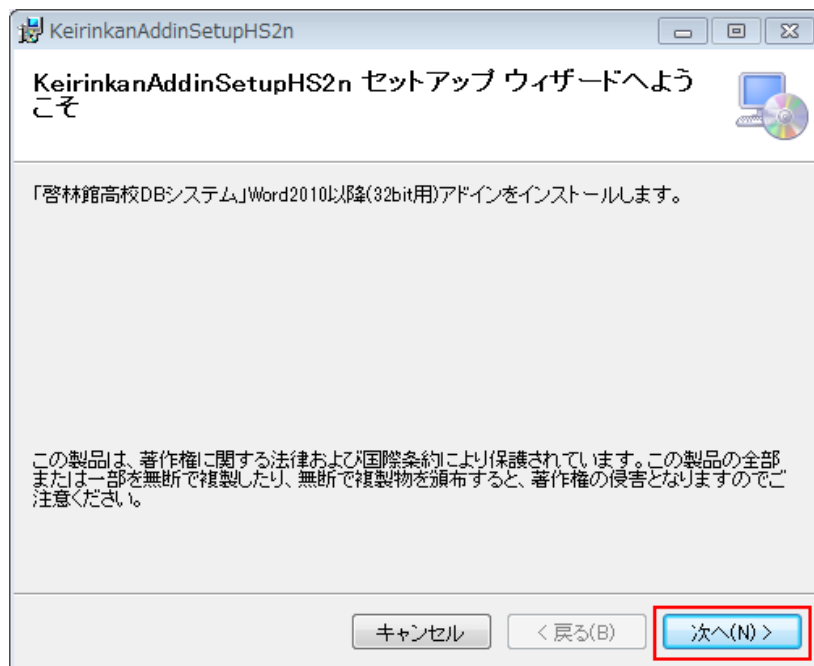 KeirinkanAddinSetupHS2n
KeirinkanAddinSetupHS2n セットアップ ウィザードへよう
こそ
「啓林館高校DBシステム」Word2010以降(32bit用)アドインをインストールします。
この製品は、著作権に関する法律および国際条約により保護されています。この製品の全部
または一部を無断で複製したり、無断で複製物を頒布すると、著作権の侵害となりますのでご
注意ください。
キャンセル
< 戻る(B)
次へ(N) >